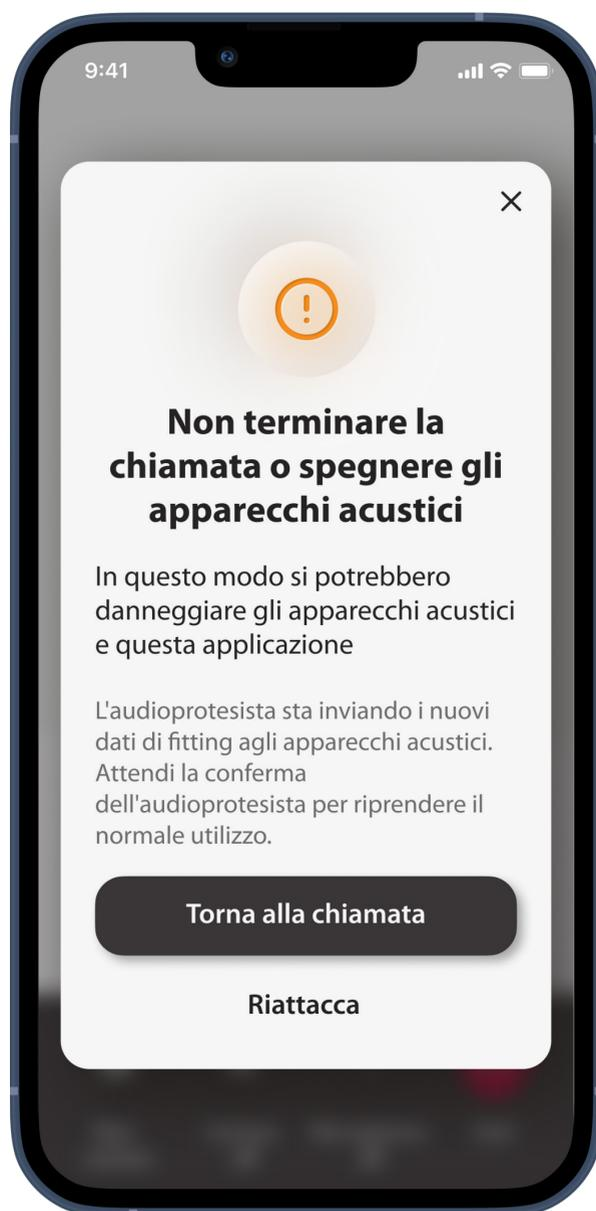 9:41
Non terminare la
chiamata o spegnere gli
apparecchi acustici
In questo modo si potrebbero
danneggiare gli apparecchi acustici
e questa applicazione
L'audioprotesista sta inviando i nuovi
dati di fitting agli apparecchi acustici.
Attendi la conferma
dell'audioprotesista per riprendere il
normale utilizzo.
Torna alla chiamata
Riattacca